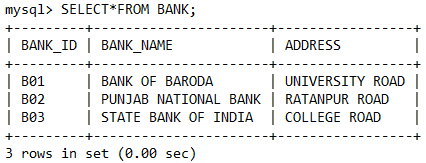 mysql> SELECT*FROM BANK;
+---------+----------------------+-----------------+
| BANK_ID | BANK_NAME            | ADDRESS         |
+---------+----------------------+-----------------+
| B01     | BANK OF BARODA       | UNIVERSITY ROAD |
| B02     | PUNJAB NATIONAL BANK | RATANPUR ROAD   |
| B03     | STATE BANK OF INDIA  | COLLEGE ROAD    |
+---------+----------------------+-----------------+
3 rows in set (0.00 sec)